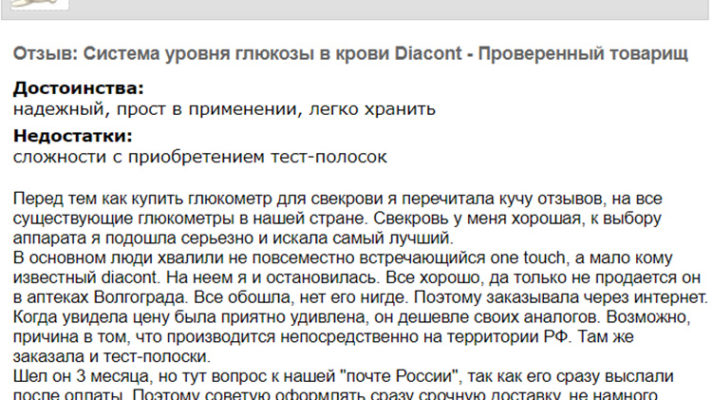 Отзыв: Система уровня глюкозы в крови Diacont - Проверенный товарищ
Достоинства:
надежный, прост в применении, легко хранить
Недостатки:
сложности с приобретением тест-полосок
Перед тем как купить глюкометр для свекрови я перечитала кучу отзывов, на все
существующие глюкометры в нашей стране. Свекровь у меня хорошая, к выбору
аппарата я подошла серьезно и искала самый лучший.
В основном люди хвалили не повсеместно встречающийся one touch, а мало кому
известный diacont. На неем я и остановилась. Все хорошо, да только не продается он
в аптеках Волгограда. Все обошла, нет его нигде. Поэтому заказывала через интернет.
Когда увидела цену была приятно удивлена, он дешевле своих аналогов. Возможно,
причина в том, что производится непосредственно на территории РФ. Там же
заказала и тест-полоски.
Шел он 3 месяца, но тут вопрос к нашей "почте России", так как его сразу выслали
после оплаты. Поэтому советую оформлять сразу срочную доставку, не намного